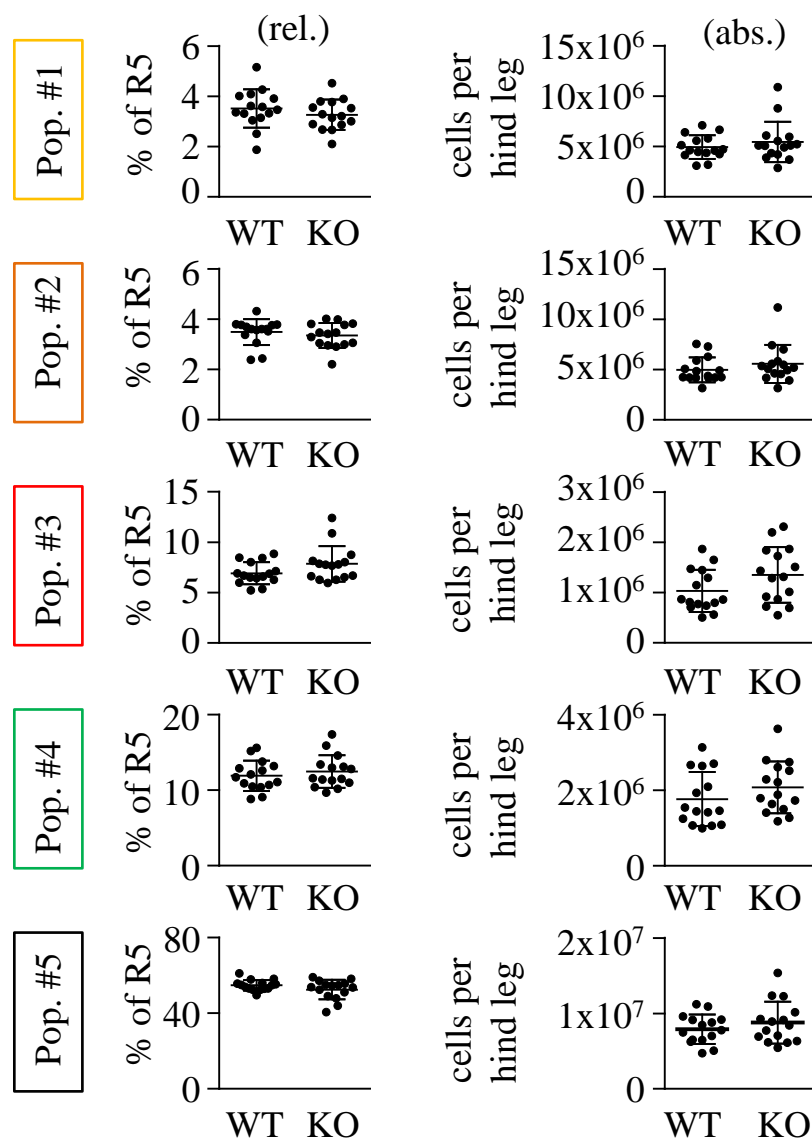 (rel.)
(abs.)
Pop. #1
% of R5
6
4
2
0
WT KO
cells per
hind leg
15x10⁶
10x10⁶
5x10⁶
0
WT KO
Pop. #2
% of R5
6
4
2
0
WT KO
cells per
hind leg
15x10⁶
10x10⁶
5x10⁶
0
WT KO
Pop. #3
% of R5
15
10
5
0
WT KO
cells per
hind leg
3x10⁶
2x10⁶
1x10⁶
0
WT KO
Pop. #4
% of R5
20
10
0
WT KO
cells per
hind leg
4x10⁶
2x10⁶
0
WT KO
Pop. #5
% of R5
80
40
0
WT KO
cells per
hind leg
2x10⁷
1x10⁷
0
WT KO